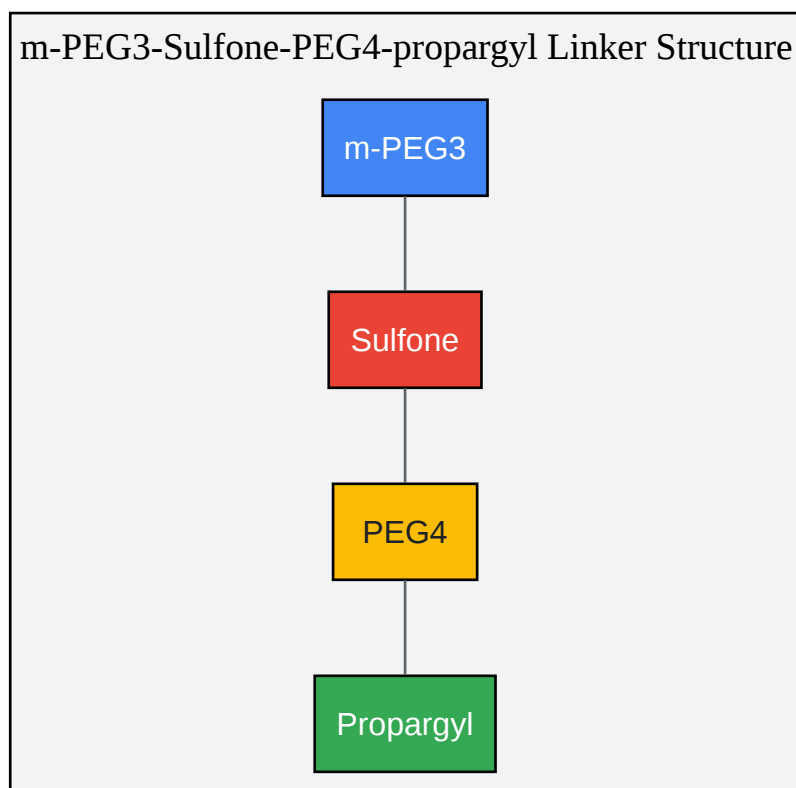 m-PEG3-Sulfone-PEG4-propargyl Linker Structure
m-PEG3
Sulfone
PEG4
Propargyl